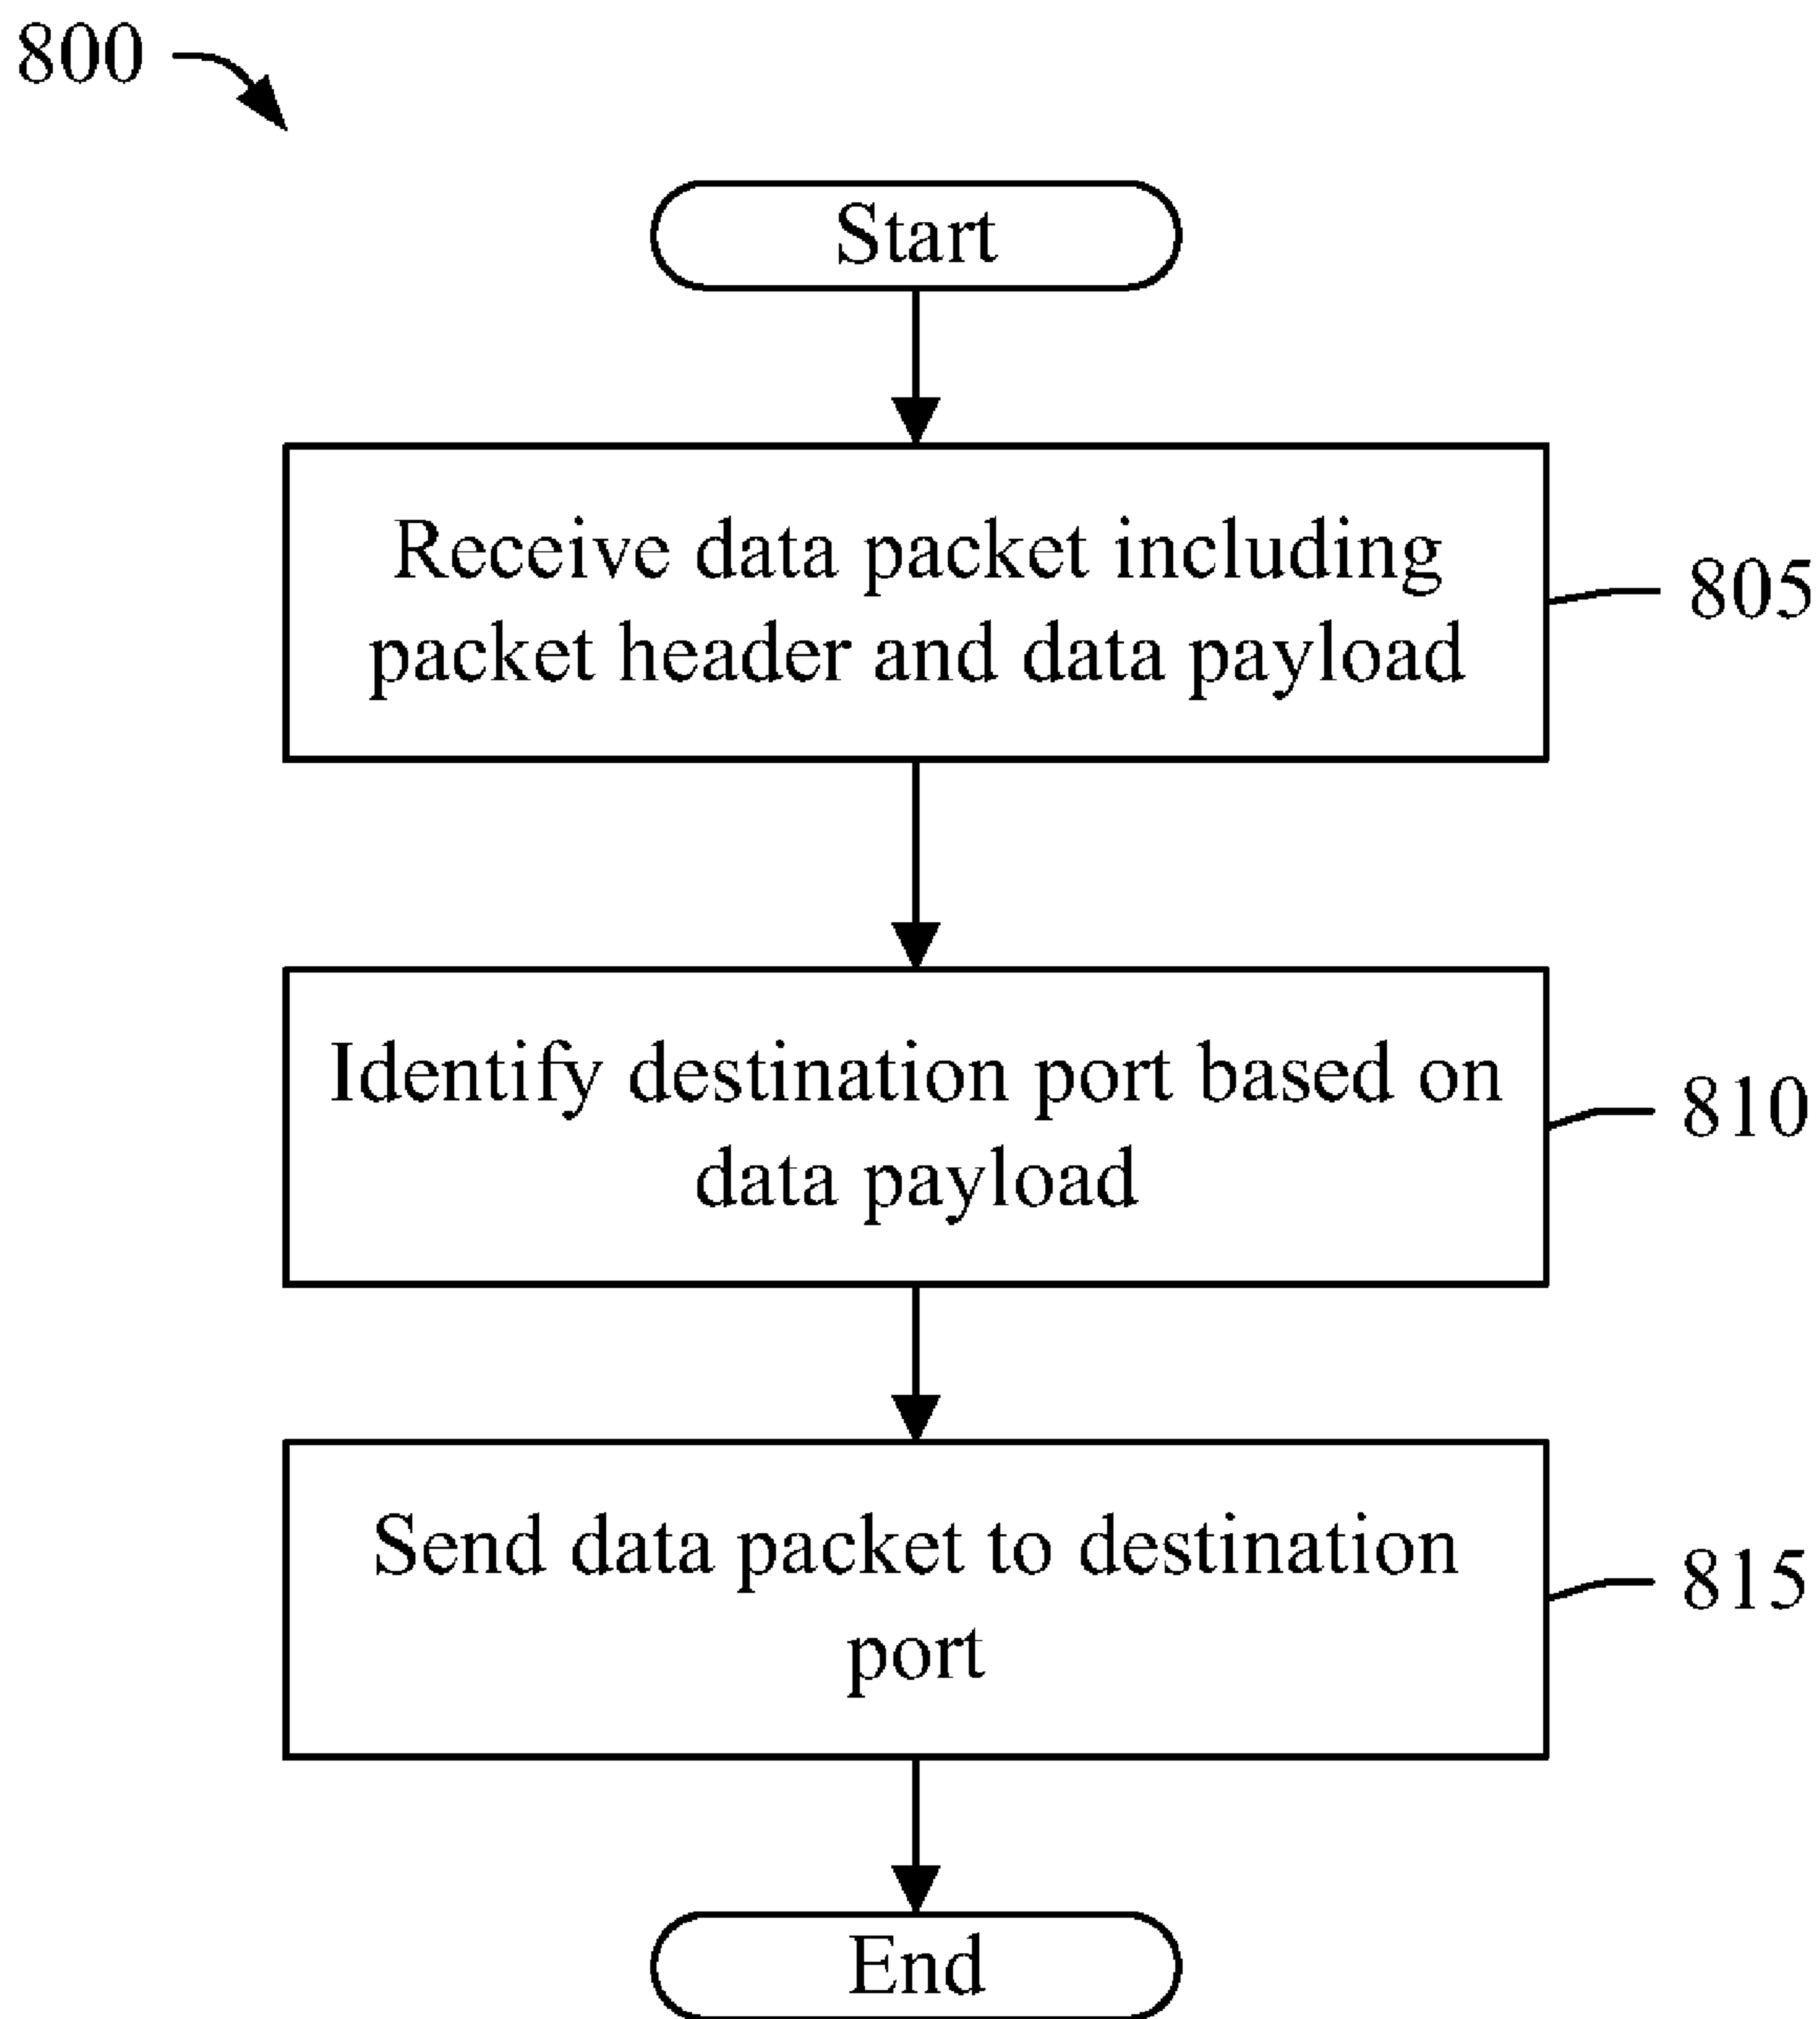 800
Start
Receive data packet including
packet header and data payload
805
Identify destination port based on
data payload
810
Send data packet to destination
port
815
End